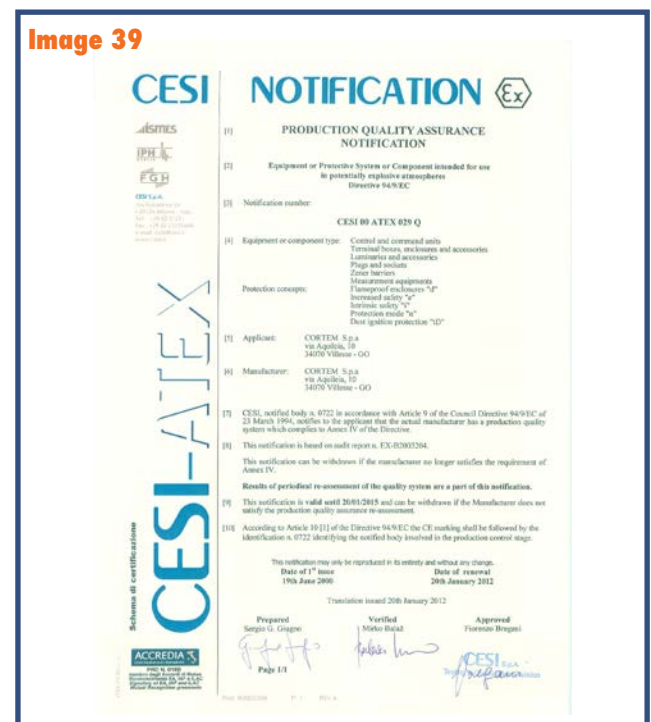 Image 39
CESI
NOTIFICATION
Ex
ISMES
IPH
FGH
CESI S.p.A.
[1] PRODUCTION QUALITY ASSURANCE
NOTIFICATION
[2] Equipment or Protective System or Component intended for use
in potentially explosive atmospheres
Directive 94/9/EC
[3] Notification number:
CESI 00 ATEX 029 Q
[4] Equipment or component type: Control and command units
Terminal boxes, enclosures and accessories
Luminaries and accessories
Plugs and sockets
Zener barriers
Measurement equipments
Protection concepts: Flameproof enclosures "d"
Increased safety "e"
Intrinsic safety "i"
Protection mode "n"
Dust ignition protection "tD"
[5] Applicant: CORTEM S.p.a
via Aquileia, 10
34070 Villesse - GO
[6] Manufacturer: CORTEM S.p.a
via Aquileia, 10
34070 Villesse - GO
[7] CESI, notified body n. 0722 in accordance with Article 9 of the Council Directive 94/9/EC of
23 March 1994, notifies to the applicant that the actual manufacturer has a production quality
system which complies to Annex IV of the Directive.
[8] This notification is based on audit report n. EX-B2003204.
This notification can be withdrawn if the manufacturer no longer satisfies the requirement of
Annex IV.
Results of periodical re-assessment of the quality system are a part of this notification.
[9] This notification is valid until 20/01/2015 and can be withdrawn if the Manufacturer does not
satisfy the production quality assurance re-assessment.
[10] According to Article 10 [1] of the Directive 94/9/EC the CE marking shall be followed by the
identification n. 0722 identifying the notified body involved in the production control stage.
This notification may only be reproduced in its entirety and without any change.
Date of 1st issue Date of renewal
19th June 2000 20th January 2012
Translation issued 20th January 2012
Prepared Verified Approved
Sergio G. Giagno Mirko Balaz Fiorenzo Bregani
Page 1/1
CESI S.p.A.
Schema di certificazione
CESI-ATEX
ACCREDIA